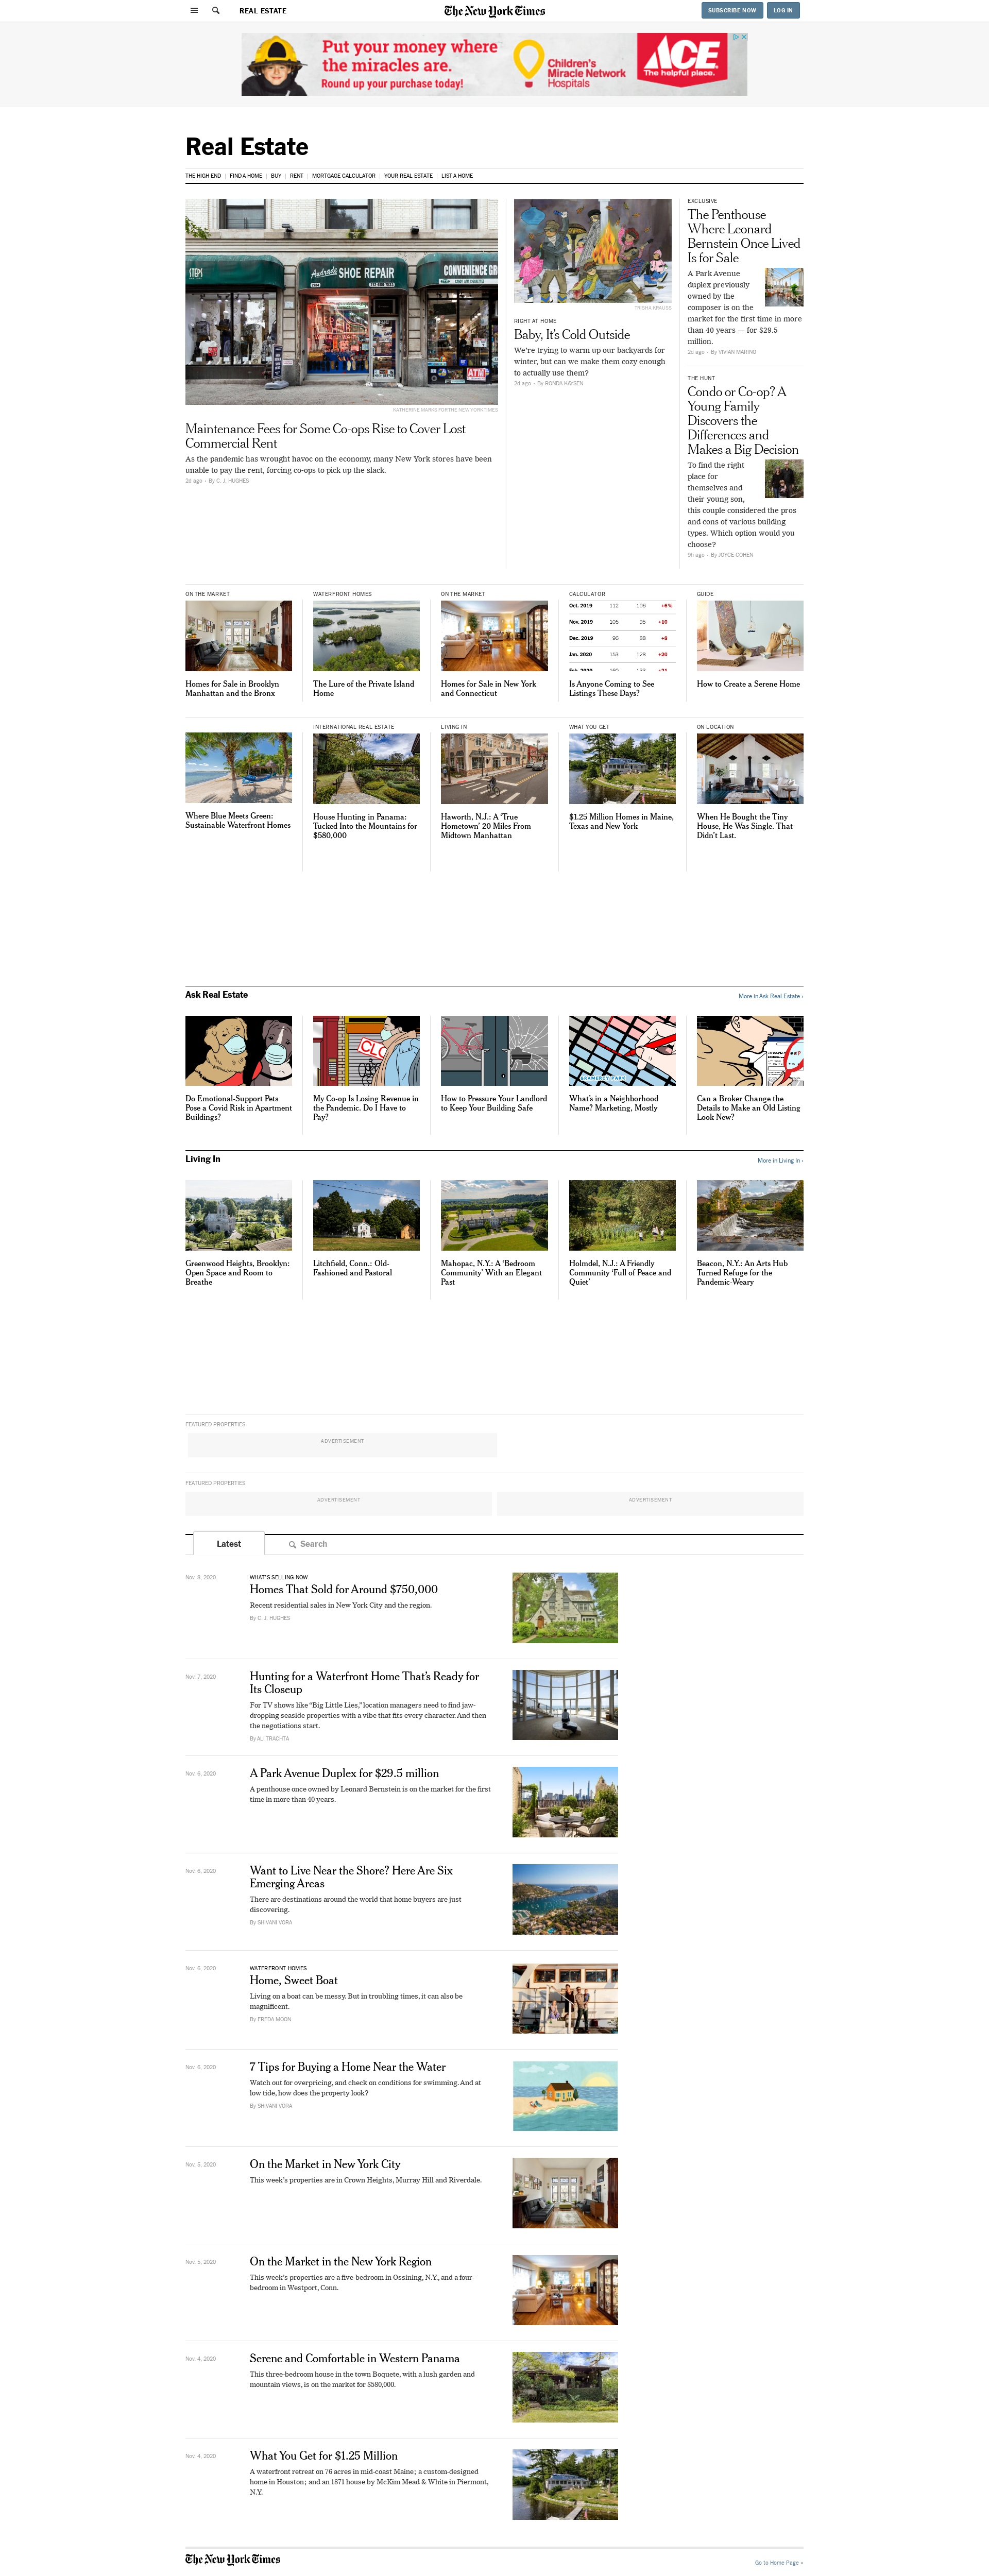 REAL ESTATE
The New York Times
SUBSCRIBE NOW
LOG IN
Put your money where
the miracles are.
Round up your purchase today!
Children's
Miracle Network
Hospitals
ACE
The helpful place.
Real Estate
THE HIGH END
FIND A HOME
BUY
RENT
MORTGAGE CALCULATOR
YOUR REAL ESTATE
LIST A HOME
STEPS
Andrade SHOE REPAIR
CONVENIENCE GR
ATM
KATHERINE MARKS FOR THE NEW YORK TIMES
Maintenance Fees for Some Co-ops Rise to Cover Lost
Commercial Rent
As the pandemic has wrought havoc on the economy, many New York stores have been
unable to pay the rent, forcing co-ops to pick up the slack.
2d ago - By C. J. HUGHES
TRISHA KRAUSS
RIGHT AT HOME
Baby, It's Cold Outside
We're trying to warm up our backyards for
winter, but can we make them cozy enough
to actually use them?
2d ago - By RONDA KAYSEN
EXCLUSIVE
The Penthouse
Where Leonard
Bernstein Once Lived
Is for Sale
A Park Avenue
duplex previously
owned by the
composer is on the
market for the first time in more
than 40 years — for $29.5
million.
2d ago - By VIVIAN MARINO
THE HUNT
Condo or Co-op? A
Young Family
Discovers the
Differences and
Makes a Big Decision
To find the right
place for
themselves and
their young son,
this couple considered the pros
and cons of various building
types. Which option would you
choose?
9h ago - By JOYCE COHEN
ON THE MARKET
Homes for Sale in Brooklyn
Manhattan and the Bronx
WATERFRONT HOMES
The Lure of the Private Island
Home
ON THE MARKET
Homes for Sale in New York
and Connecticut
CALCULATOR
Oct. 2019 112 106 +6%
Nov. 2019 105 95 +10
Dec. 2019 90 88 +8
Jan. 2020 153 128 +20
Feb. 2020 160 132 +21
Is Anyone Coming to See
Listings These Days?
GUIDE
How to Create a Serene Home
Where Blue Meets Green:
Sustainable Waterfront Homes
INTERNATIONAL REAL ESTATE
House Hunting in Panama:
Tucked Into the Mountains for
$580,000
LIVING IN
Haworth, N.J.: A 'True
Hometown' 20 Miles From
Midtown Manhattan
WHAT YOU GET
$1.25 Million Homes in Maine,
Texas and New York
ON LOCATION
When He Bought the Tiny
House, He Was Single. That
Didn't Last.
Ask Real Estate
More in Ask Real Estate ›
Do Emotional-Support Pets
Pose a Covid Risk in Apartment
Buildings?
CLO
My Co-op Is Losing Revenue in
the Pandemic. Do I Have to
Pay?
How to Pressure Your Landlord
to Keep Your Building Safe
GRAMERCY PARK
What's in a Neighborhood
Name? Marketing, Mostly
Can a Broker Change the
Details to Make an Old Listing
Look New?
Living In
More in Living In ›
Greenwood Heights, Brooklyn:
Open Space and Room to
Breathe
Litchfield, Conn.: Old-
Fashioned and Pastoral
Mahopac, N.Y.: A 'Bedroom
Community' With an Elegant
Past
Holmdel, N.J.: A Friendly
Community 'Full of Peace and
Quiet'
Beacon, N.Y.: An Arts Hub
Turned Refuge for the
Pandemic-Weary
FEATURED PROPERTIES
ADVERTISEMENT
FEATURED PROPERTIES
ADVERTISEMENT
ADVERTISEMENT
Latest
Search
Nov. 8, 2020
WHAT'S SELLING NOW
Homes That Sold for Around $750,000
Recent residential sales in New York City and the region.
By C. J. HUGHES
Nov. 7, 2020
Hunting for a Waterfront Home That's Ready for
Its Closeup
For TV shows like "Big Little Lies," location managers need to find jaw-
dropping seaside properties with a vibe that fits every character. And then
the negotiations start.
By ALI TRACHTA
Nov. 6, 2020
A Park Avenue Duplex for $29.5 million
A penthouse once owned by Leonard Bernstein is on the market for the first
time in more than 40 years.
Nov. 6, 2020
Want to Live Near the Shore? Here Are Six
Emerging Areas
There are destinations around the world that home buyers are just
discovering.
By SHIVANI VORA
Nov. 6, 2020
WATERFRONT HOMES
Home, Sweet Boat
Living on a boat can be messy. But in troubling times, it can also be
magnificent.
By FREDA MOON
Nov. 6, 2020
7 Tips for Buying a Home Near the Water
Watch out for overpricing, and check on conditions for swimming. And at
low tide, how does the property look?
By SHIVANI VORA
Nov. 5, 2020
On the Market in New York City
This week's properties are in Crown Heights, Murray Hill and Riverdale.
Nov. 5, 2020
On the Market in the New York Region
This week's properties are a five-bedroom in Ossining, N.Y., and a four-
bedroom in Westport, Conn.
Nov. 4, 2020
Serene and Comfortable in Western Panama
This three-bedroom house in the town Boquete, with a lush garden and
mountain views, is on the market for $580,000.
Nov. 4, 2020
What You Get for $1.25 Million
A waterfront retreat on 76 acres in mid-coast Maine; a custom-designed
home in Houston; and an 1871 house by McKim Mead & White in Piermont,
N.Y.
The New York Times
Go to Home Page »